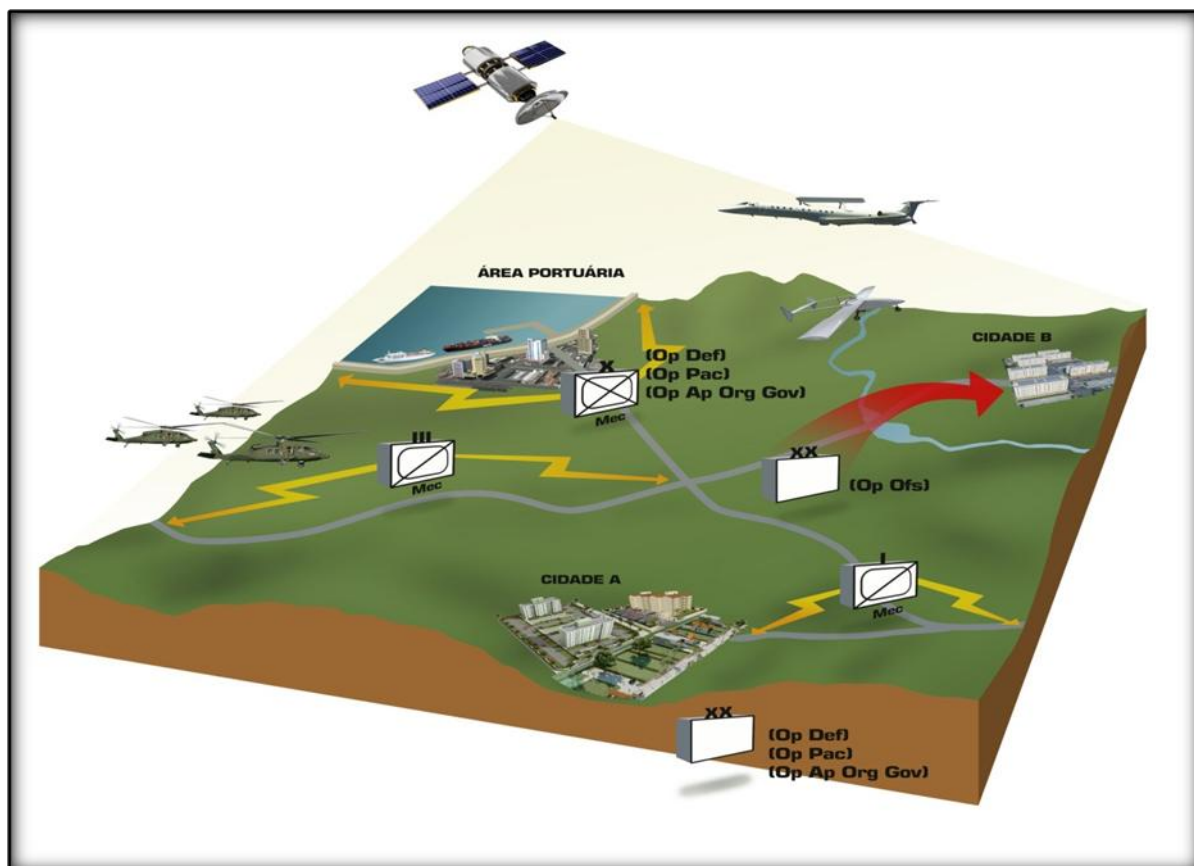 ÁREA PORTUÁRIA
CIDADE B
X
(Op Def)
(Op Pac)
(Op Ap Org Gov)
Mec
III
Mec
XX
(Op Ofs)
I
Mec
CIDADE A
XX
(Op Def)
(Op Pac)
(Op Ap Org Gov)